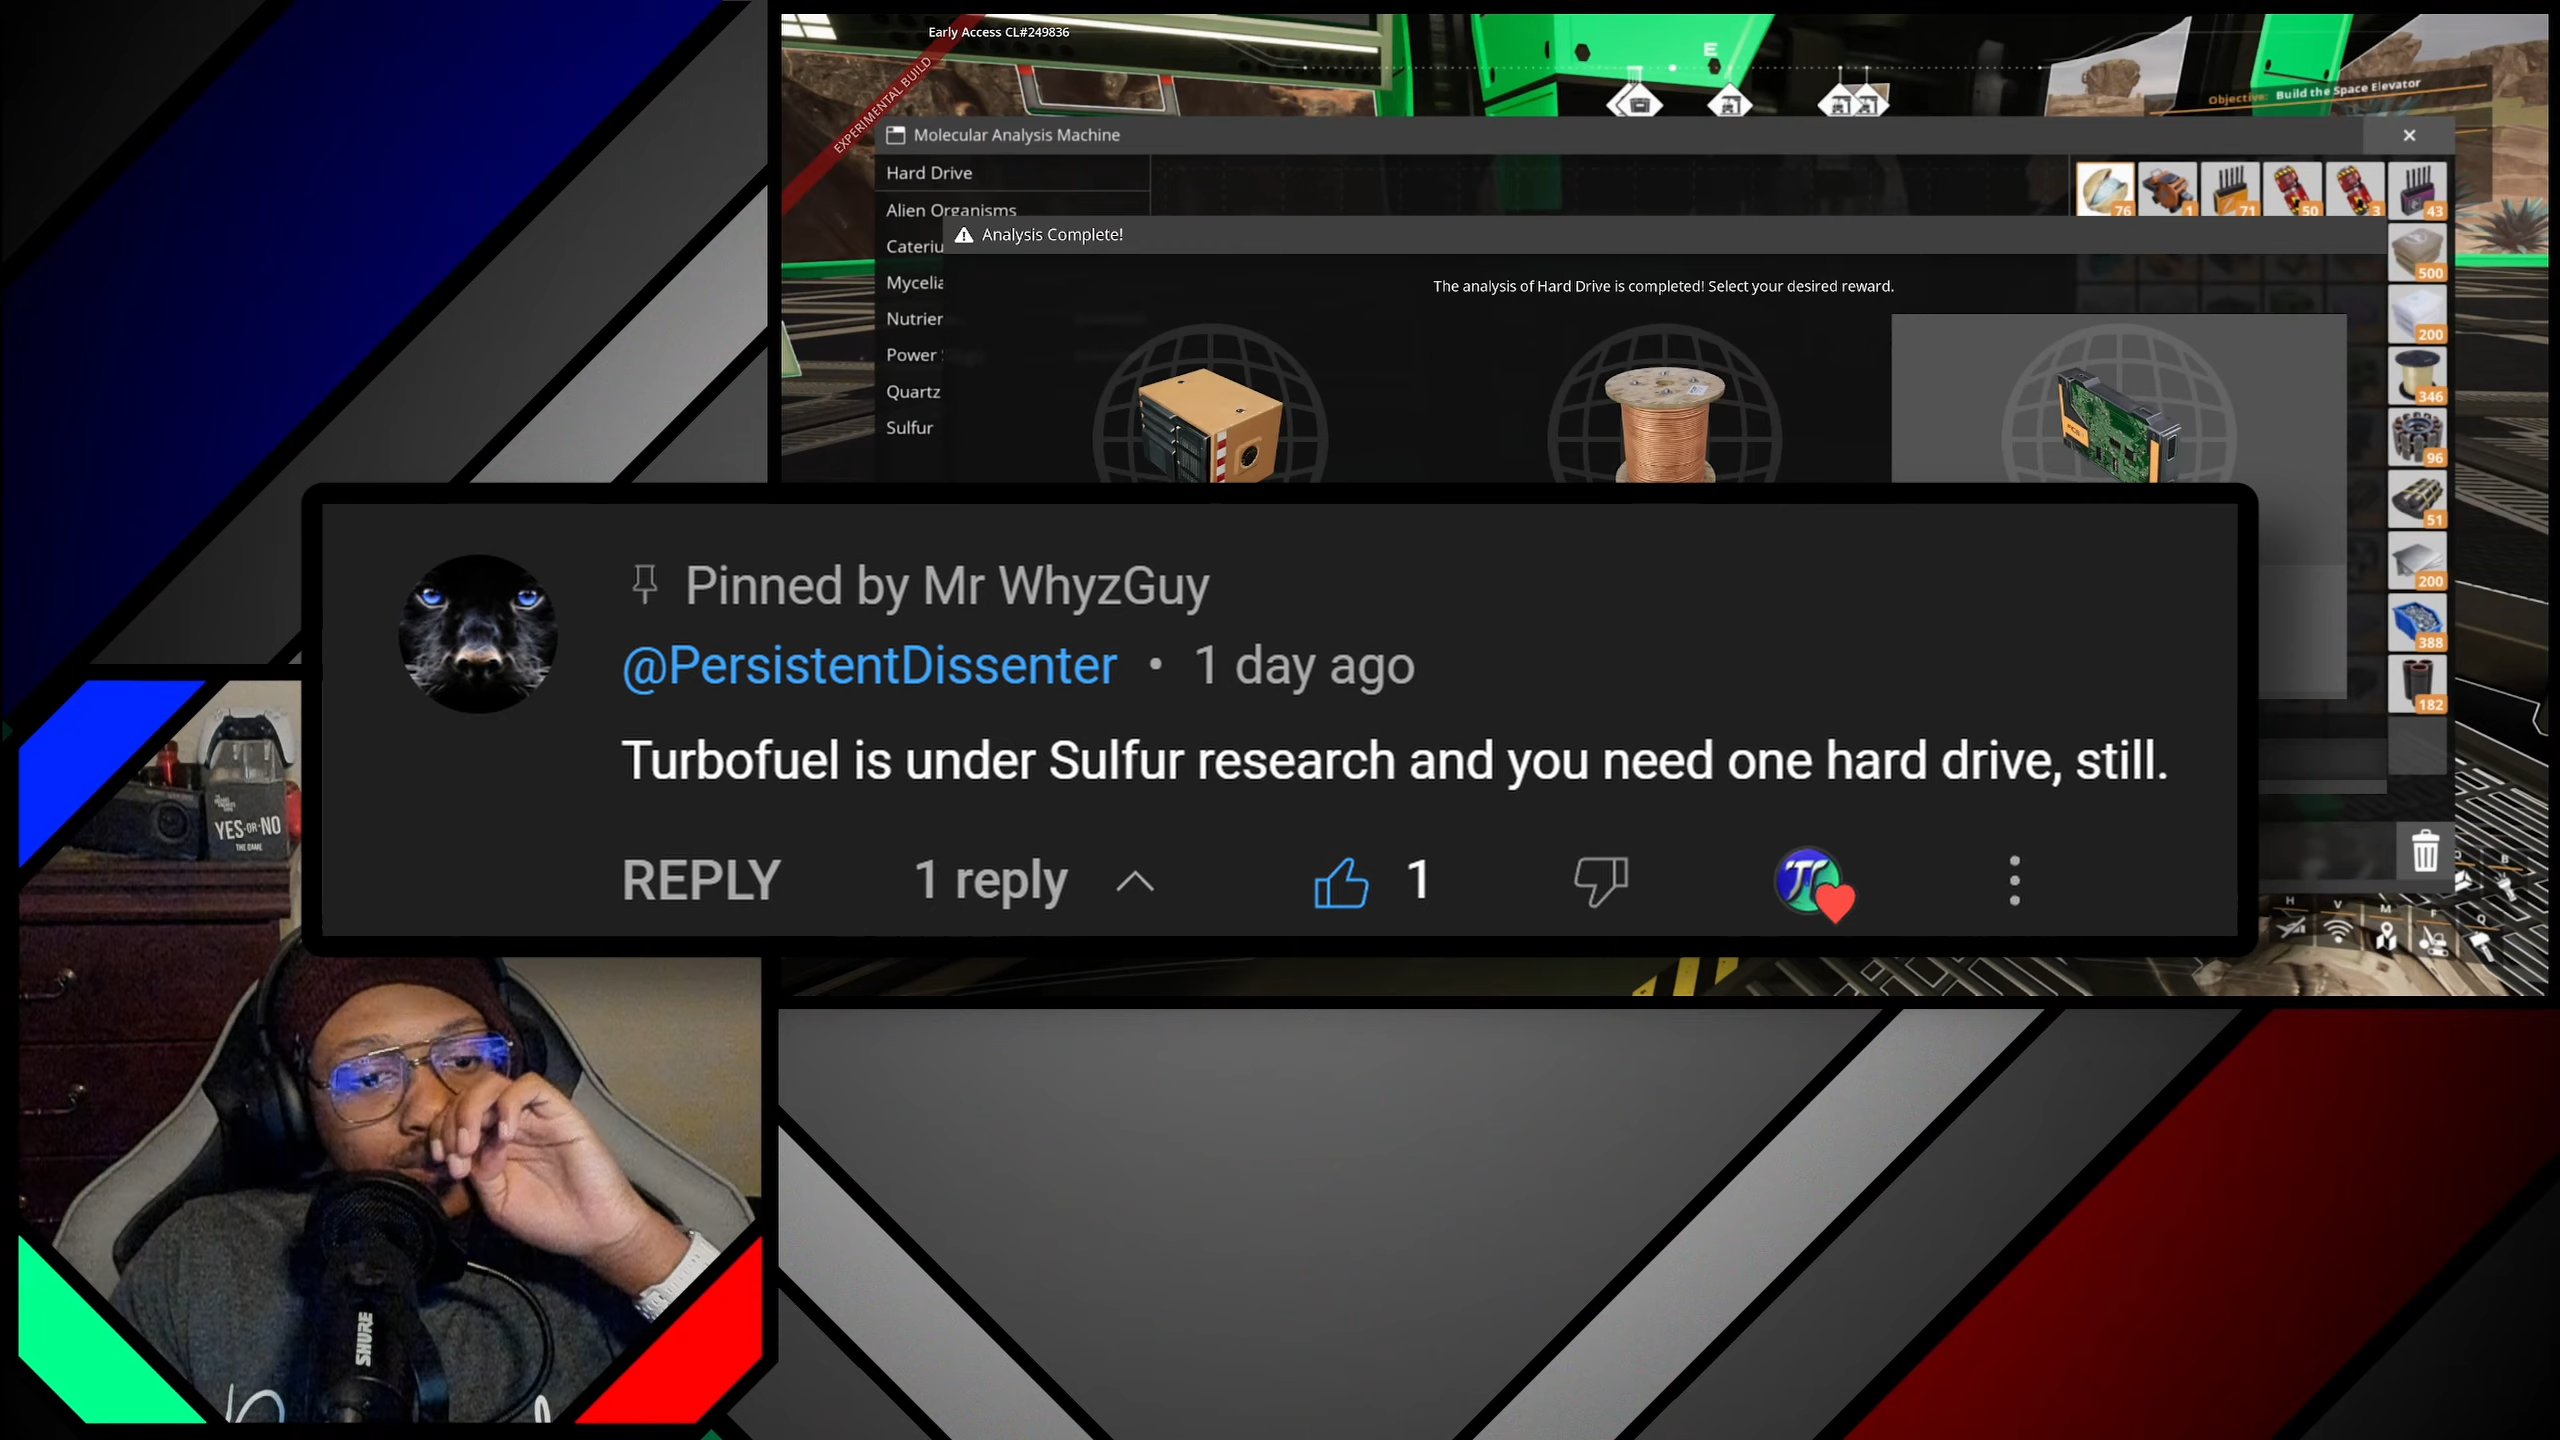 Early Access CL#249836
EXPERIMENTAL BUILD
E
Objective: Build the Space Elevator
Molecular Analysis Machine
Hard Drive
Alien Organisms
76
1
71
50
3
43
Analysis Complete!
The analysis of Hard Drive is completed! Select your desired reward.
Cateriu
Mycelia
Nutrier
Power
Quartz
Sulfur
500
200
346
96
51
200
388
182
Pinned by Mr WhyzGuy
@PersistentDissenter • 1 day ago
Turbofuel is under Sulfur research and you need one hard drive, still.
REPLY 1 reply 1
YES-OR-NO
THE GAME
B
H V M F Q
SHURE